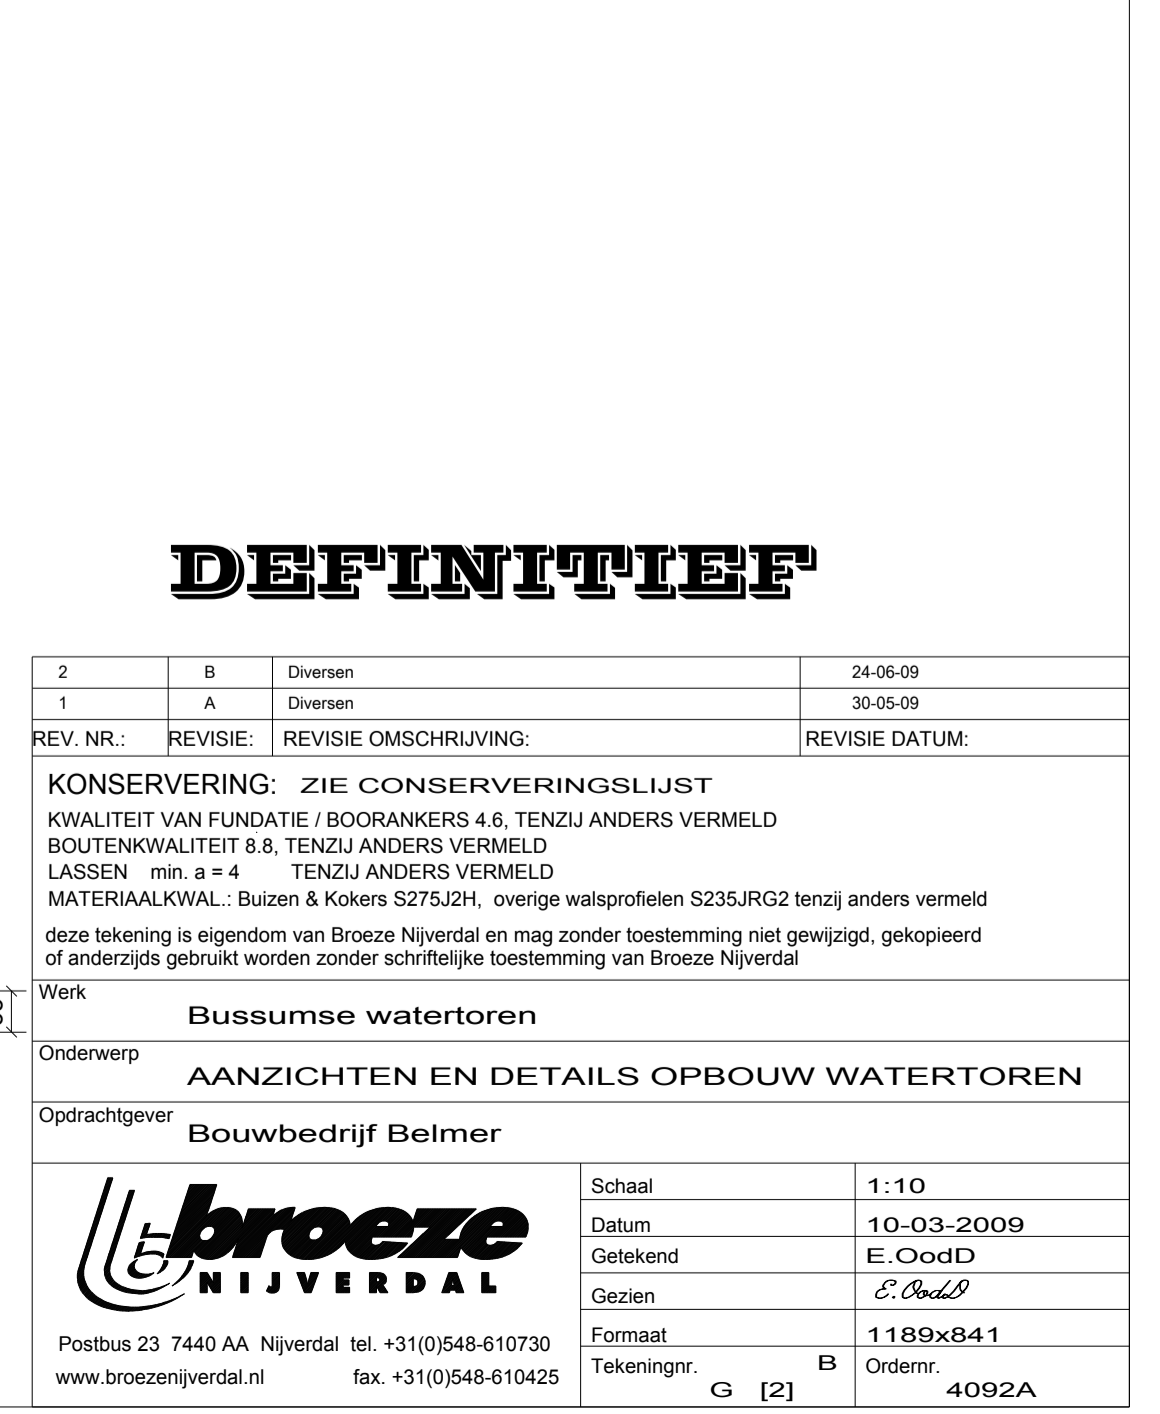 DEFINITIEF
2 B Diversen 24-06-09
1 A Diversen 30-05-09
REV. NR.: REVISIE: REVISIE OMSCHRIJVING: REVISIE DATUM:
KONSERVERING: ZIE CONSERVERINGSLIJST
KWALITEIT VAN FUNDATIE / BOORANKERS 4.6, TENZIJ ANDERS VERMELD
BOUTENKWALITEIT 8.8, TENZIJ ANDERS VERMELD
LASSEN min. a = 4 TENZIJ ANDERS VERMELD
MATERIAALKWAL.: Buizen & Kokers S275J2H, overige walsprofielen S235JRG2 tenzij anders vermeld
deze tekening is eigendom van Broeze Nijverdal en mag zonder toestemming niet gewijzigd, gekopieerd
of anderzijds gebruikt worden zonder schriftelijke toestemming van Broeze Nijverdal
Werk
Bussumse watertoren
Onderwerp
AANZICHTEN EN DETAILS OPBOUW WATERTOREN
Opdrachtgever
Bouwbedrijf Belmer
broeze
NIJVERDAL
Postbus 23 7440 AA Nijverdal tel. +31(0)548-610730
www.broezenijverdal.nl fax. +31(0)548-610425
Schaal 1:10
Datum 10-03-2009
Getekend E.OodD
Gezien E.OodD
Formaat 1189x841
Tekeningnr. B
G [2]
Ordernr.
4092A